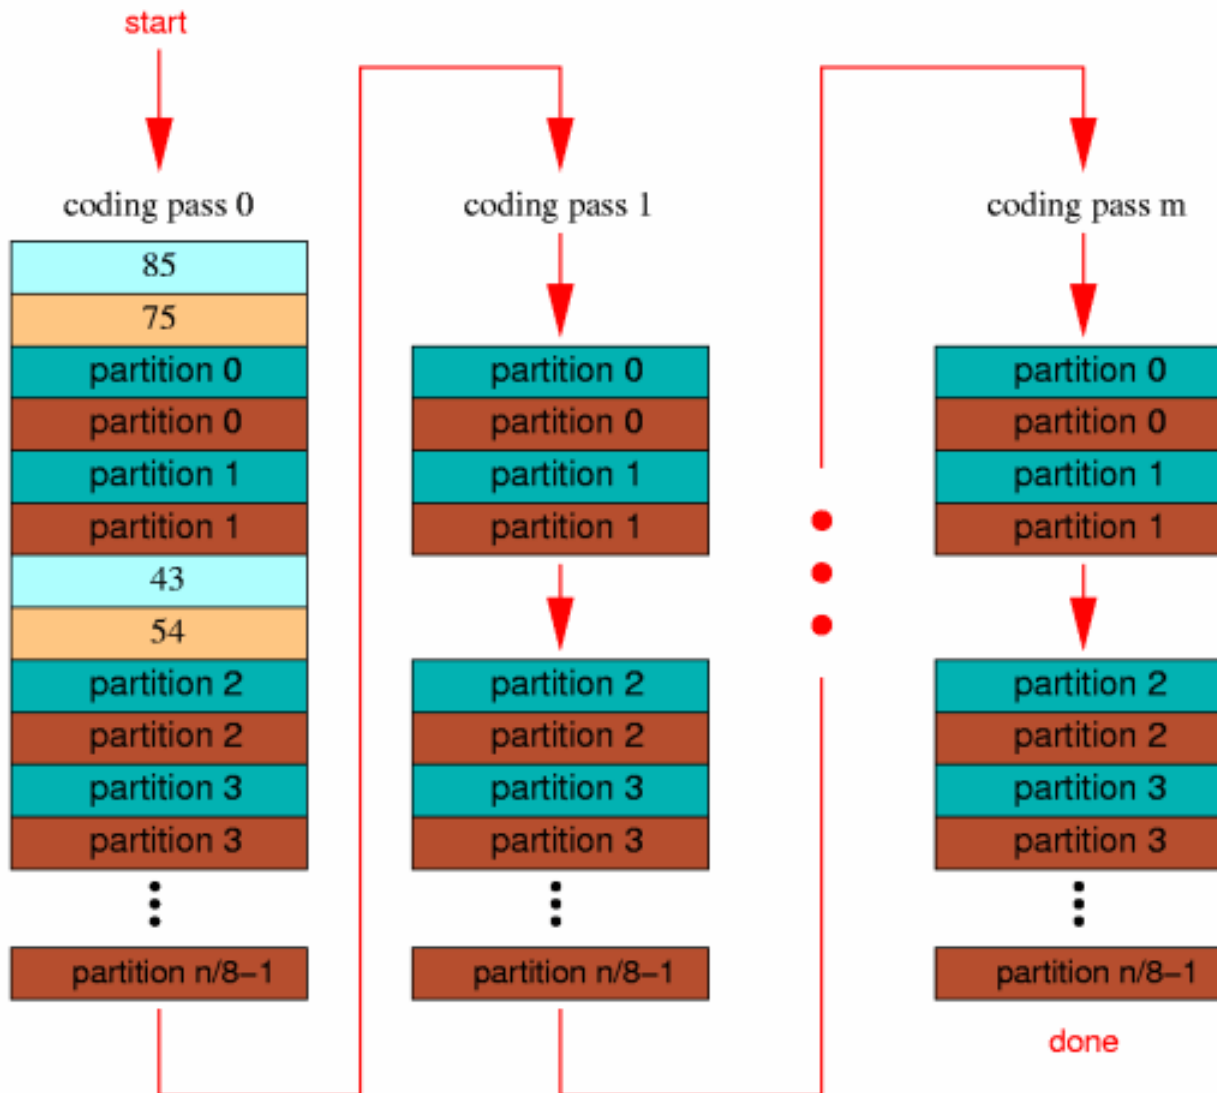 start
coding pass 0
85
75
partition 0
partition 0
partition 1
partition 1
43
54
partition 2
partition 2
partition 3
partition 3
partition n/8−1
coding pass 1
partition 0
partition 0
partition 1
partition 1
partition 2
partition 2
partition 3
partition 3
partition n/8−1
coding pass m
partition 0
partition 0
partition 1
partition 1
partition 2
partition 2
partition 3
partition 3
partition n/8−1
done